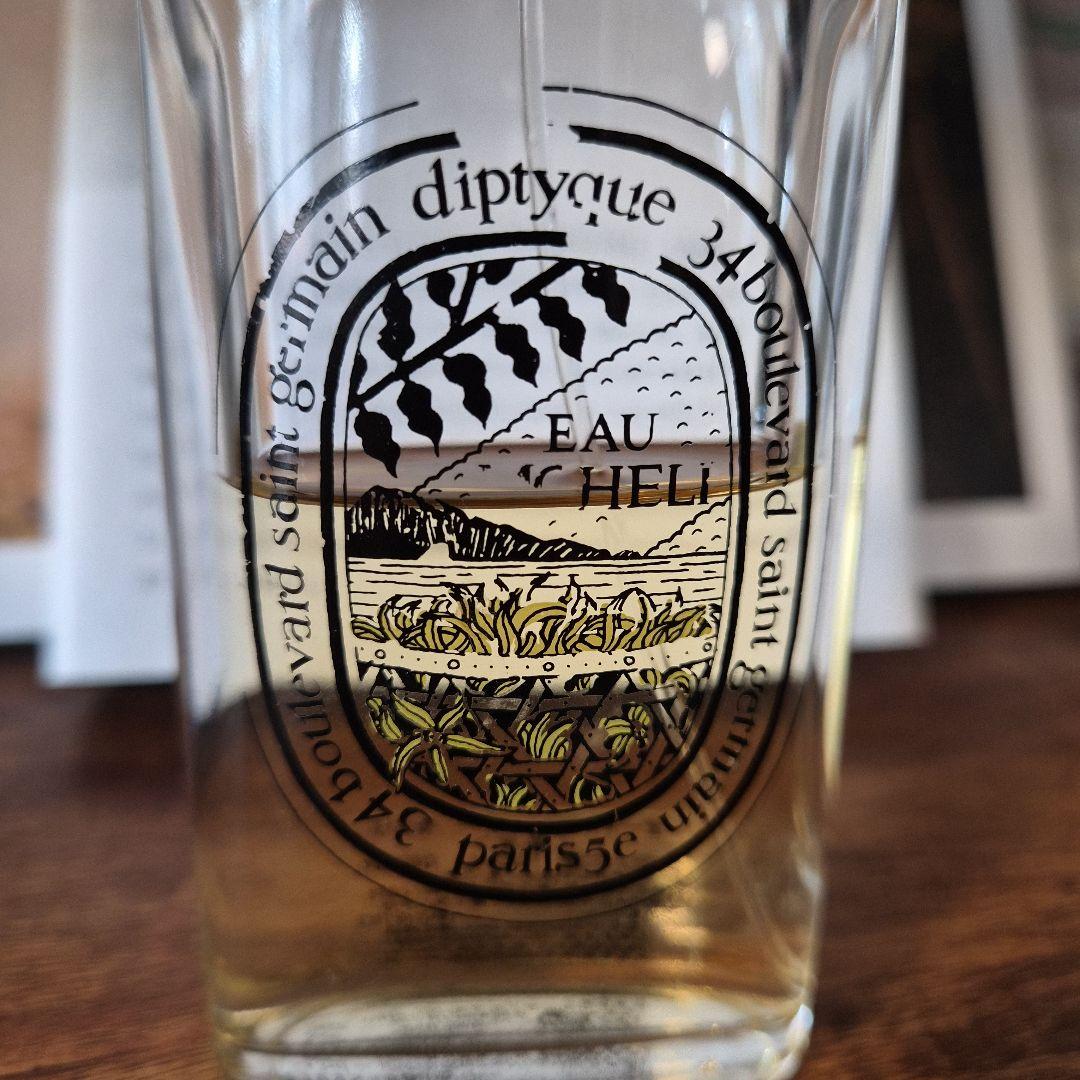 diptyque 34 boulevard saint germain paris 5e 34 boulevard saint germain
EAU
HELI